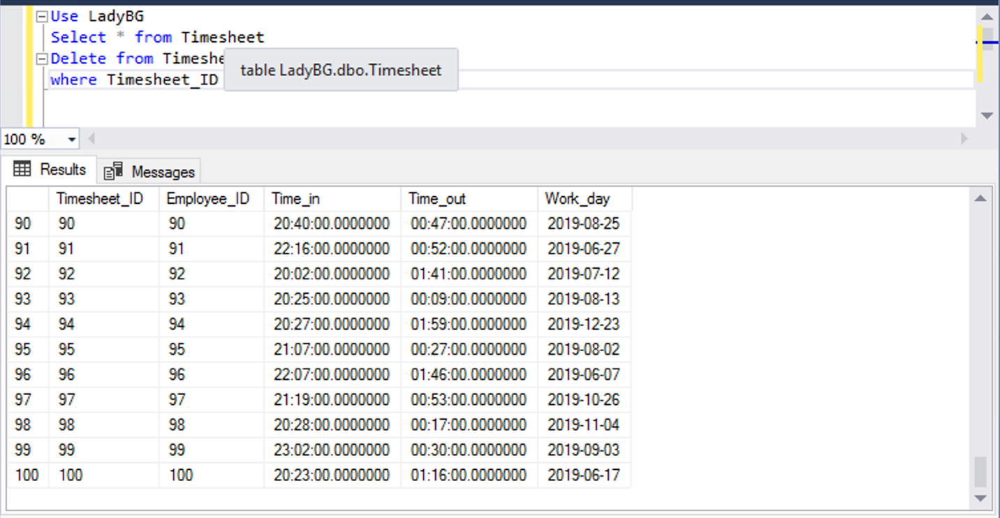 Use LadyBG
Select * from Timesheet
Delete from Timeshe
table LadyBG.dbo.Timesheet
where Timesheet_ID
100 %
Results Messages
Timesheet_ID Employee_ID Time_in Time_out Work_day
90 90 90 20:40:00.0000000 00:47:00.0000000 2019-08-25
91 91 91 22:16:00.0000000 00:52:00.0000000 2019-06-27
92 92 92 20:02:00.0000000 01:41:00.0000000 2019-07-12
93 93 93 20:25:00.0000000 00:09:00.0000000 2019-08-13
94 94 94 20:27:00.0000000 01:59:00.0000000 2019-12-23
95 95 95 21:07:00.0000000 00:27:00.0000000 2019-08-02
96 96 96 22:07:00.0000000 01:46:00.0000000 2019-06-07
97 97 97 21:19:00.0000000 00:53:00.0000000 2019-10-26
98 98 98 20:28:00.0000000 00:17:00.0000000 2019-11-04
99 99 99 23:02:00.0000000 00:30:00.0000000 2019-09-03
100 100 100 20:23:00.0000000 01:16:00.0000000 2019-06-17